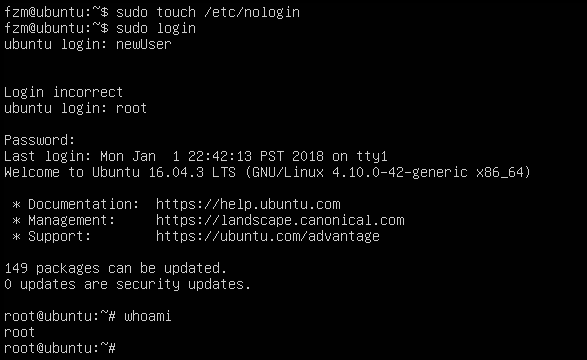 fzm@ubuntu:~$ sudo touch /etc/nologin
fzm@ubuntu:~$ sudo login
ubuntu login: newUser
Login incorrect
ubuntu login: root
Password:
Last login: Mon Jan  1 22:42:13 PST 2018 on tty1
Welcome to Ubuntu 16.04.3 LTS (GNU/Linux 4.10.0-42-generic x86_64)
 * Documentation:  https://help.ubuntu.com
 * Management:     https://landscape.canonical.com
 * Support:        https://ubuntu.com/advantage
149 packages can be updated.
0 updates are security updates.
root@ubuntu:~# whoami
root
root@ubuntu:~#